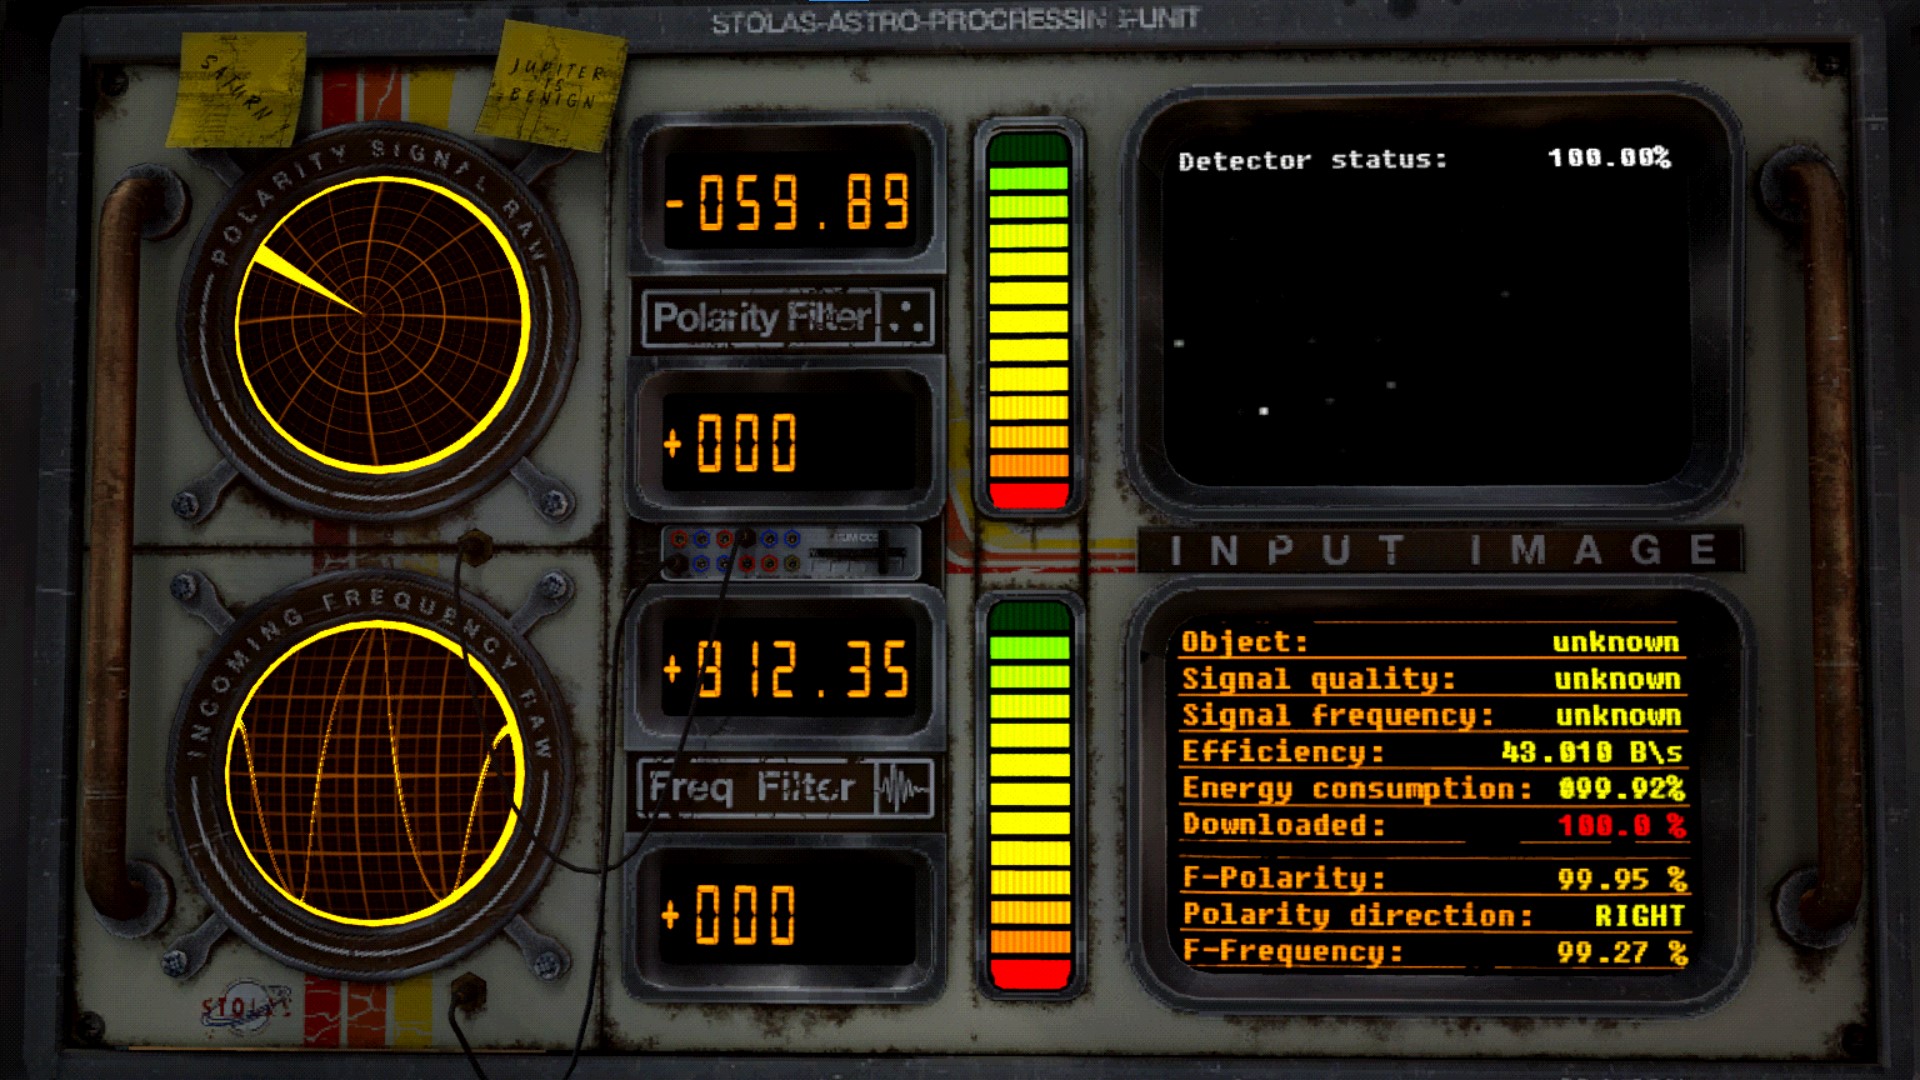 STOLAS-ASTRO-PROCRESSIN UNIT
SATURN
JUPITER
IS
BENIGN
POLARITY SIGNAL RAW
-059.89
Polarity Filter
+000
INCOMING FREQUENCY RAW
+312.35
Freq Filter
+000
STOLAS
Detector status: 100.00%
INPUT IMAGE
Object: unknown
Signal quality: unknown
Signal frequency: unknown
Efficiency: 43.010 B\s
Energy consumption: 099.92%
Downloaded: 100.0 %
F-Polarity: 99.95 %
Polarity direction: RIGHT
F-Frequency: 99.27 %